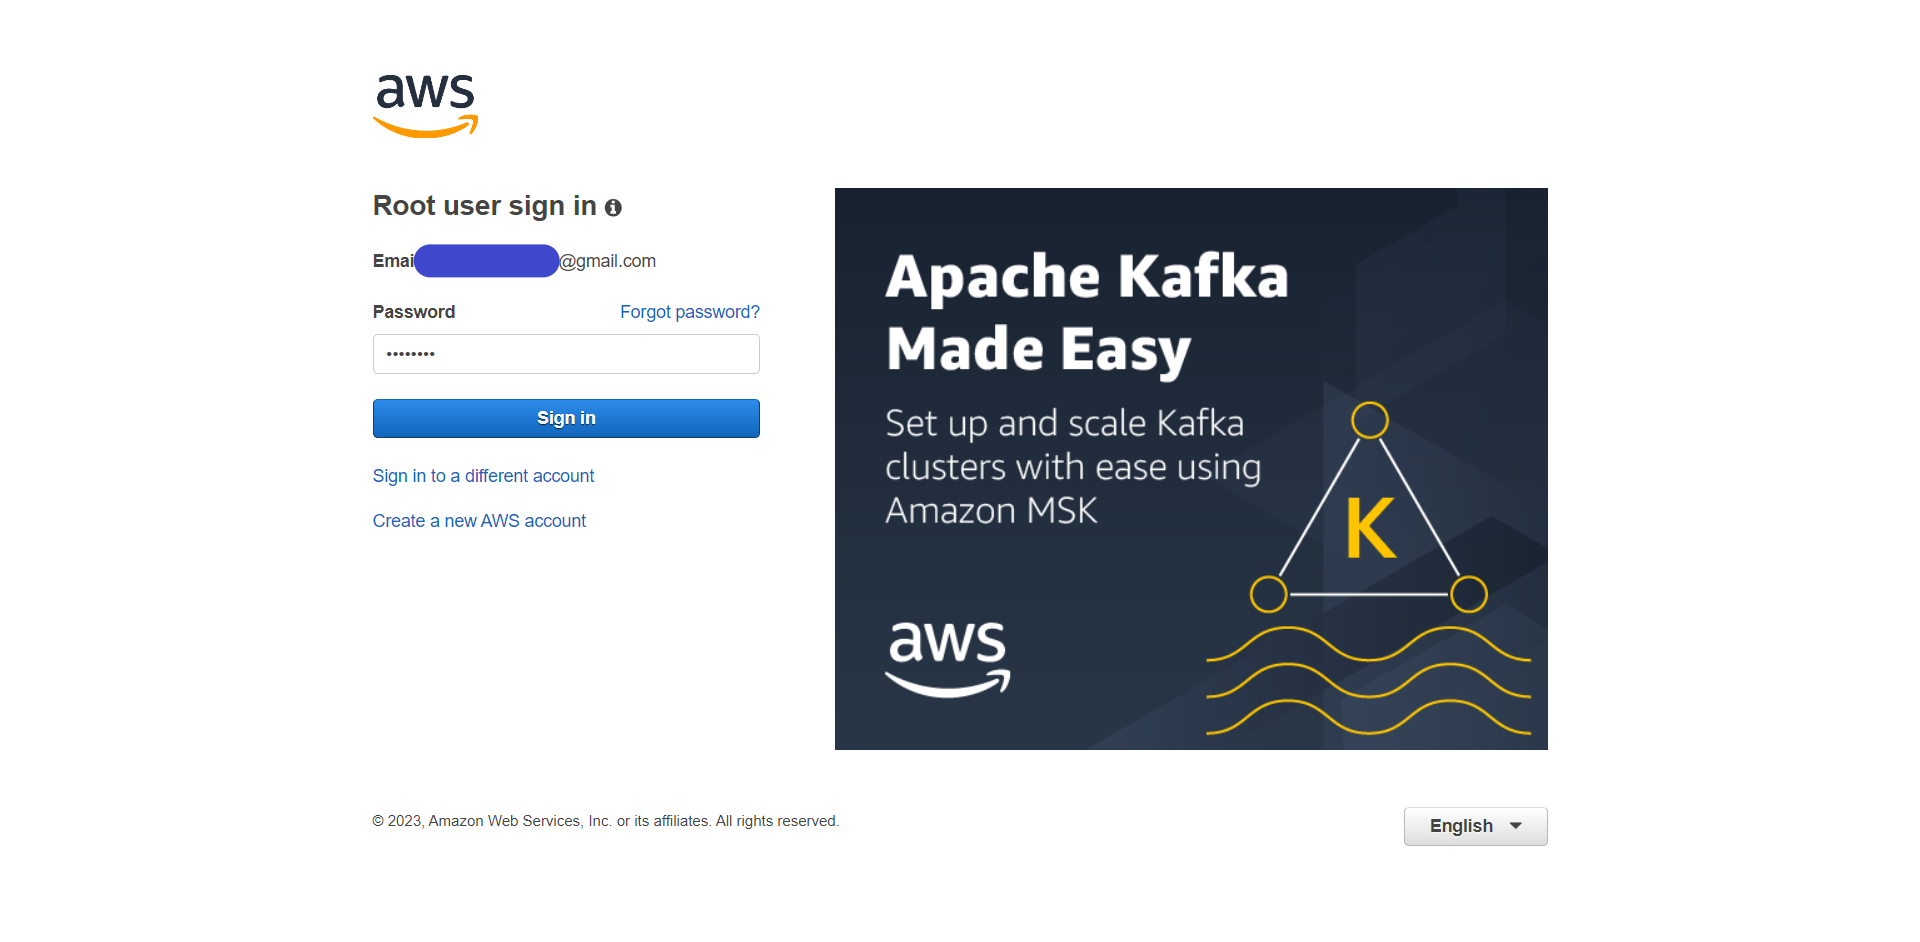 aws
Root user sign in
Emai @gmail.com
Password
Forgot password?
••••••••
Sign in
Sign in to a different account
Create a new AWS account
Apache Kafka
Made Easy
Set up and scale Kafka
clusters with ease using
Amazon MSK
K
aws
© 2023, Amazon Web Services, Inc. or its affiliates. All rights reserved.
English